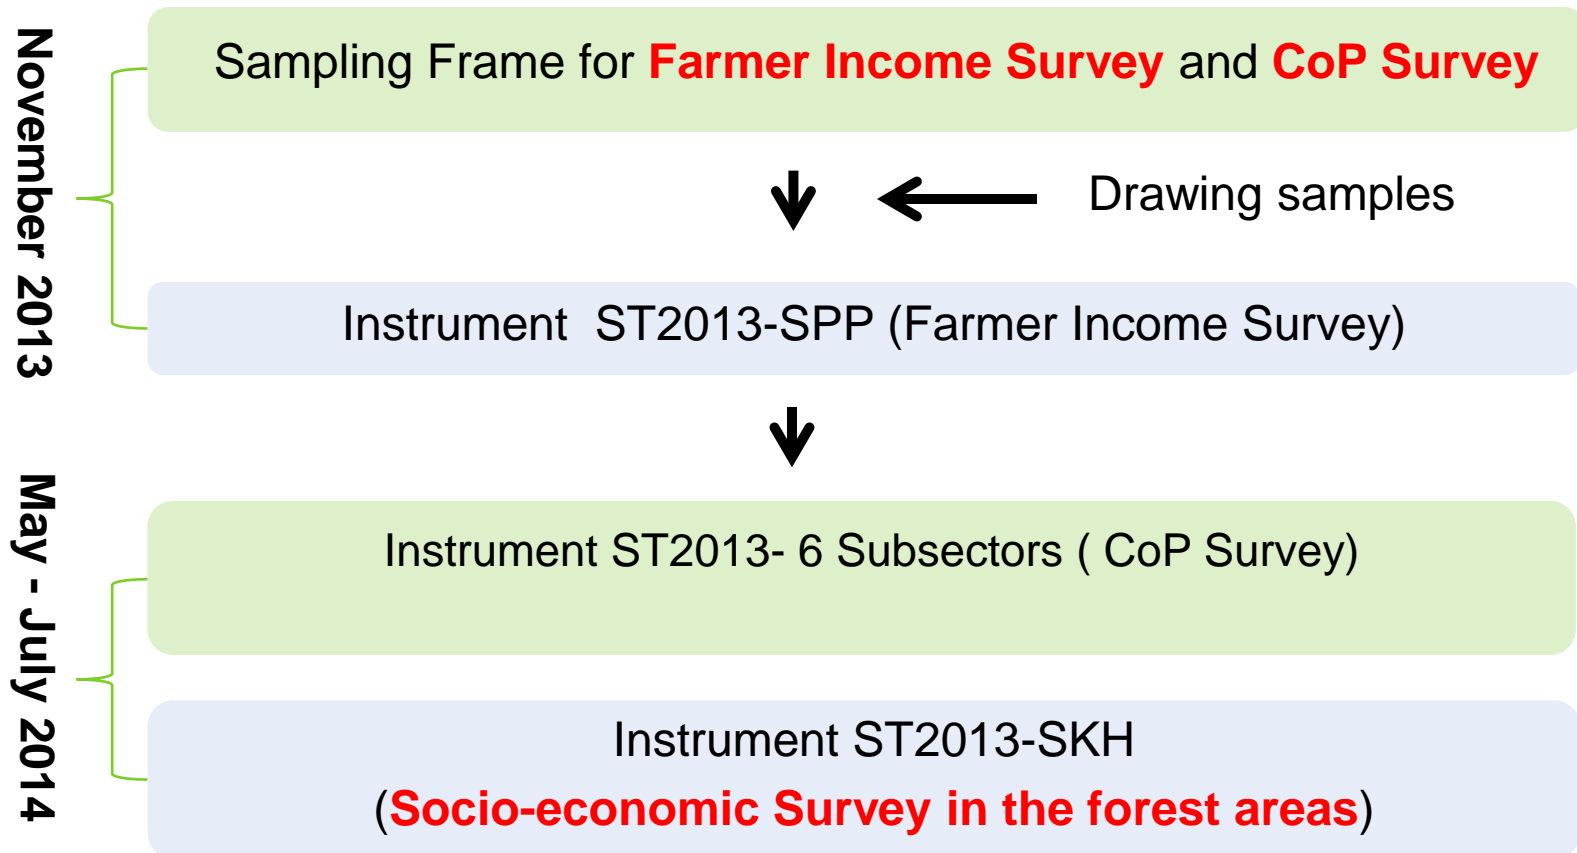 November 2013
Sampling Frame for Farmer Income Survey and CoP Survey
Drawing samples
Instrument ST2013-SPP (Farmer Income Survey)
May - July 2014
Instrument ST2013- 6 Subsectors ( CoP Survey)
Instrument ST2013-SKH
(Socio-economic Survey in the forest areas)